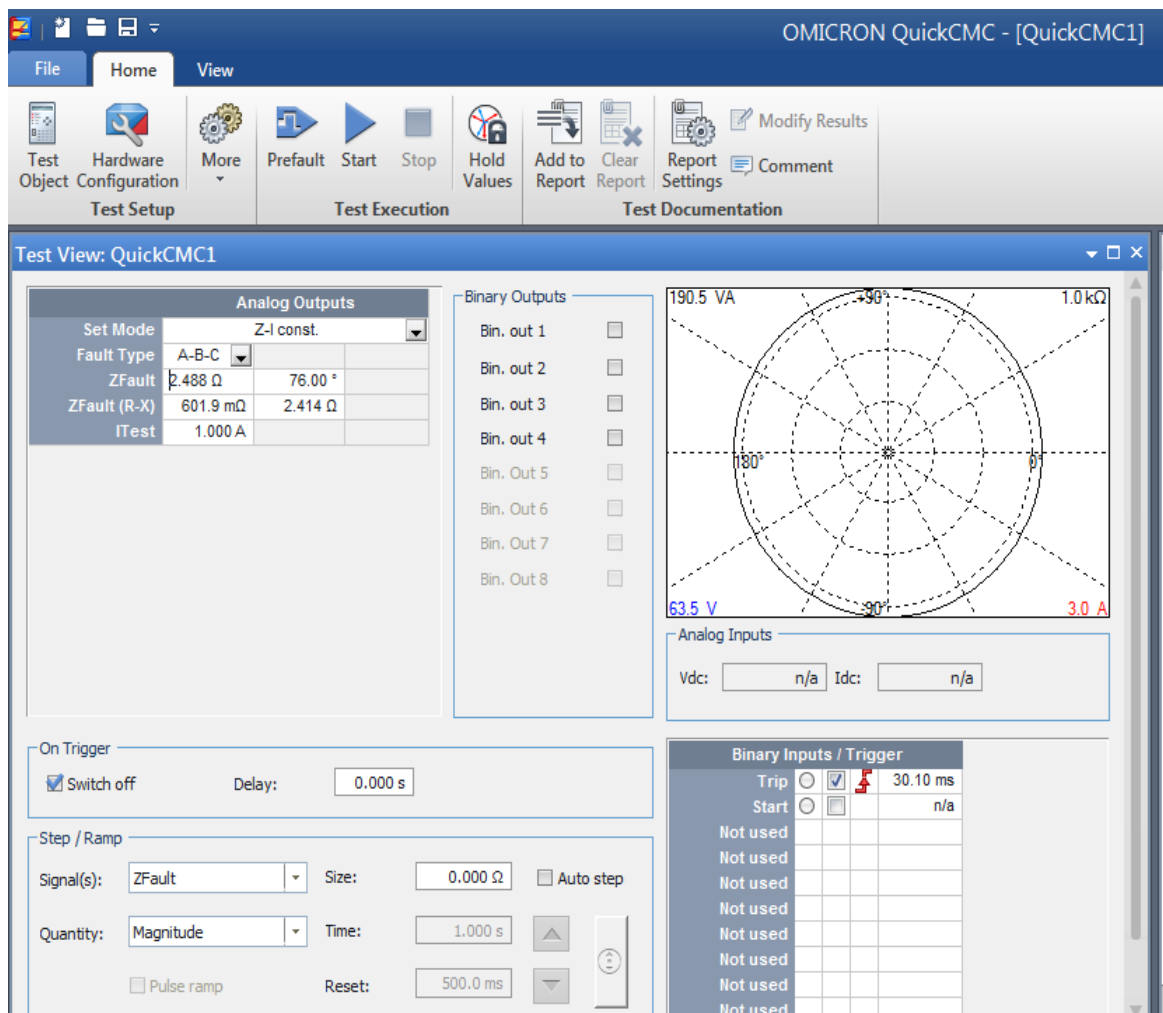 OMICRON QuickCMC - [QuickCMC1]
File Home View
Test Object
Hardware Configuration
More
Prefault
Start
Stop
Hold Values
Add to Report
Clear Report
Report Settings
Modify Results
Comment
Test Setup
Test Execution
Test Documentation
Test View: QuickCMC1
Analog Outputs
Set Mode Z-I const.
Fault Type A-B-C
ZFault 2.488 Ω 76.00 °
ZFault (R-X) 601.9 mΩ 2.414 Ω
ITest 1.000 A
Binary Outputs
Bin. out 1
Bin. out 2
Bin. out 3
Bin. out 4
Bin. Out 5
Bin. Out 6
Bin. Out 7
Bin. Out 8
190.5 VA +90° 1.0 kΩ
180° 0°
63.5 V -90° 3.0 A
Analog Inputs
Vdc: n/a Idc: n/a
On Trigger
Switch off Delay: 0.000 s
Step / Ramp
Signal(s): ZFault Size: 0.000 Ω Auto step
Quantity: Magnitude Time: 1.000 s
Pulse ramp Reset: 500.0 ms
Binary Inputs / Trigger
Trip 30.10 ms
Start n/a
Not used
Not used
Not used
Not used
Not used
Not used
Not used
Not used